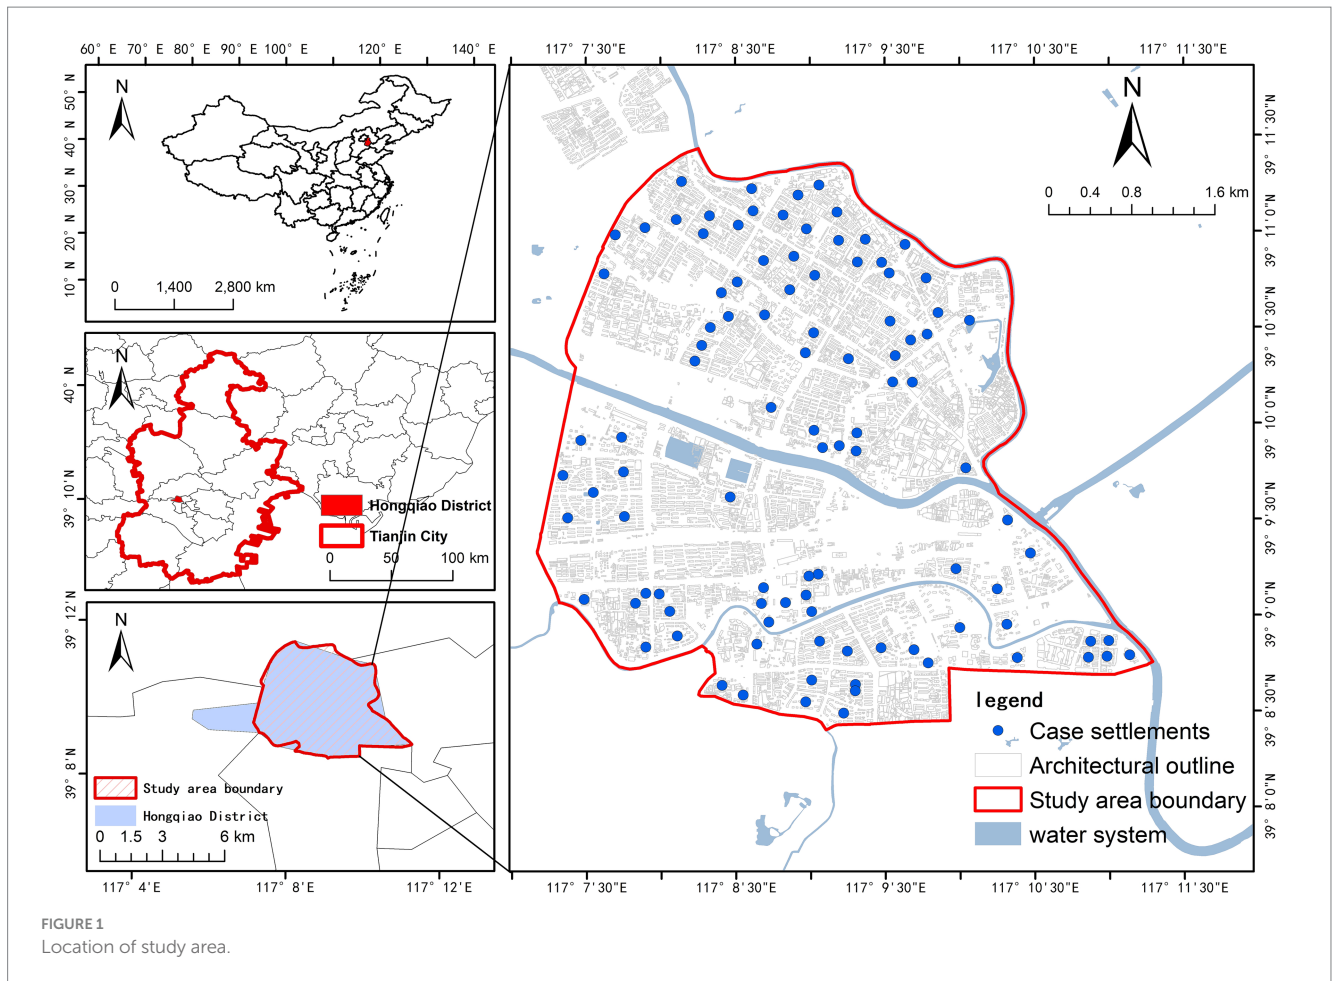 60° E 70° E 80° E 90° E 100° E 120° E 140° E
50° N
40° N
30° N
20° N
10° N
N
0 1,400 2,800 km
40° N
39° 10'N
N
Hongqiao District
Tianjin City
0 50 100 km
39° 12'N
39° 8'N
N
Study area boundary
Hongqiao District
0 1.5 3 6 km
117° 4'E 117° 8'E 117° 12'E
117° 7'30"E 117° 8'30"E 117° 9'30"E 117° 10'30"E 117° 11'30"E
N
0 0.4 0.8 1.6 km
39° 11'30"N
39° 11'0"N
39° 10'30"N
39° 10'0"N
39° 9'30"N
39° 9'0"N
39° 8'30"N
39° 8'0"N
legend
Case settlements
Architectural outline
Study area boundary
water system
117° 7'30"E 117° 8'30"E 117° 9'30"E 117° 10'30"E 117° 11'30"E
FIGURE 1
Location of study area.